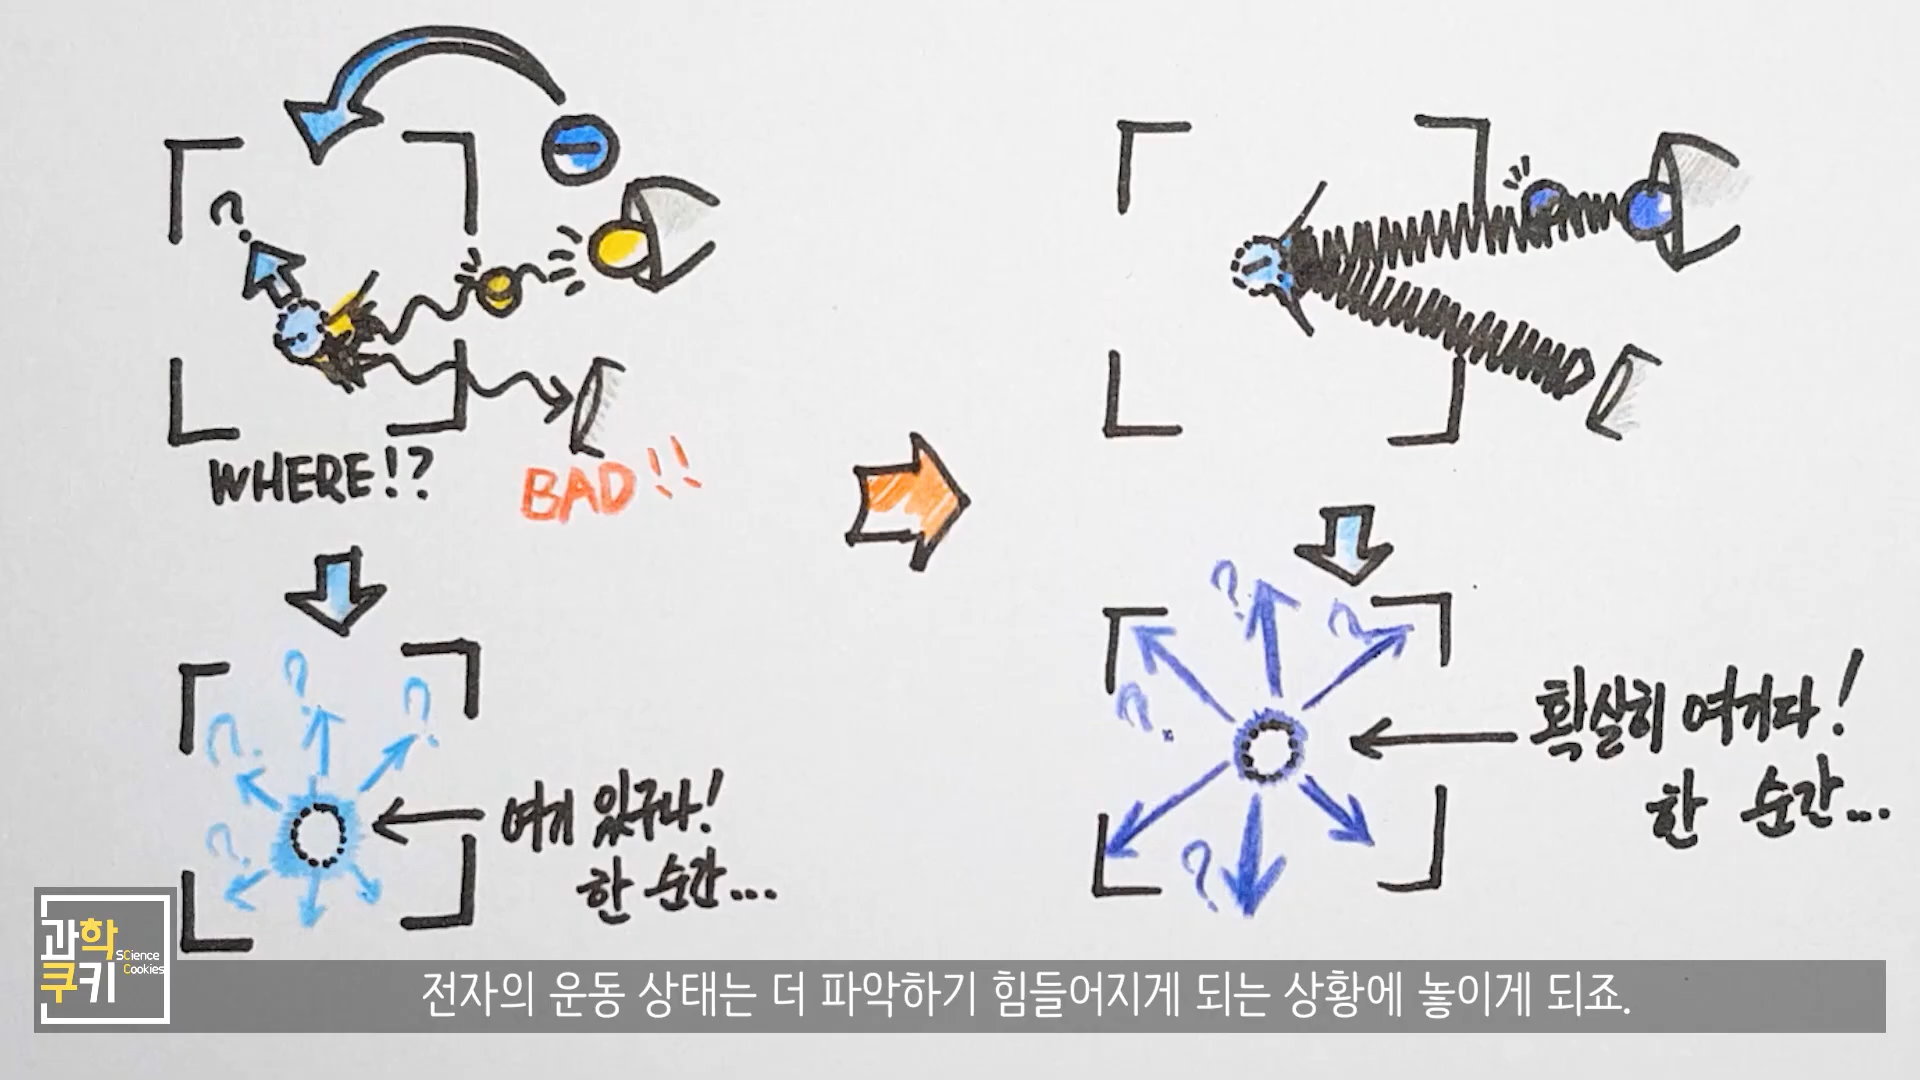 ?
WHERE!?
BAD!!
? ? ? ?
여기 있구나!
한 순간...
? ? ? ?
확실히 여기다!
한 순간...
과학
쿠키
SCience
Cookies
전자의 운동 상태는 더 파악하기 힘들어지게 되는 상황에 놓이게 되죠.